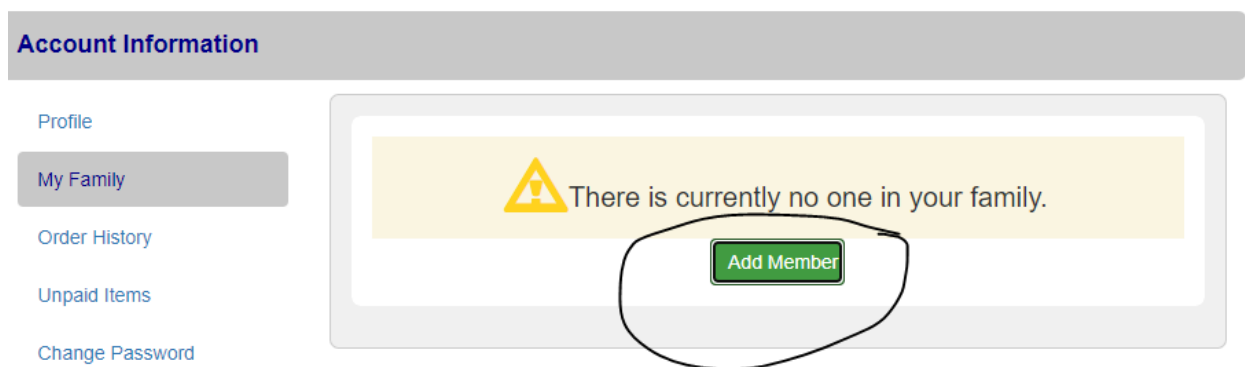 Account Information
Profile
My Family
Order History
Unpaid Items
Change Password
There is currently no one in your family.
Add Member